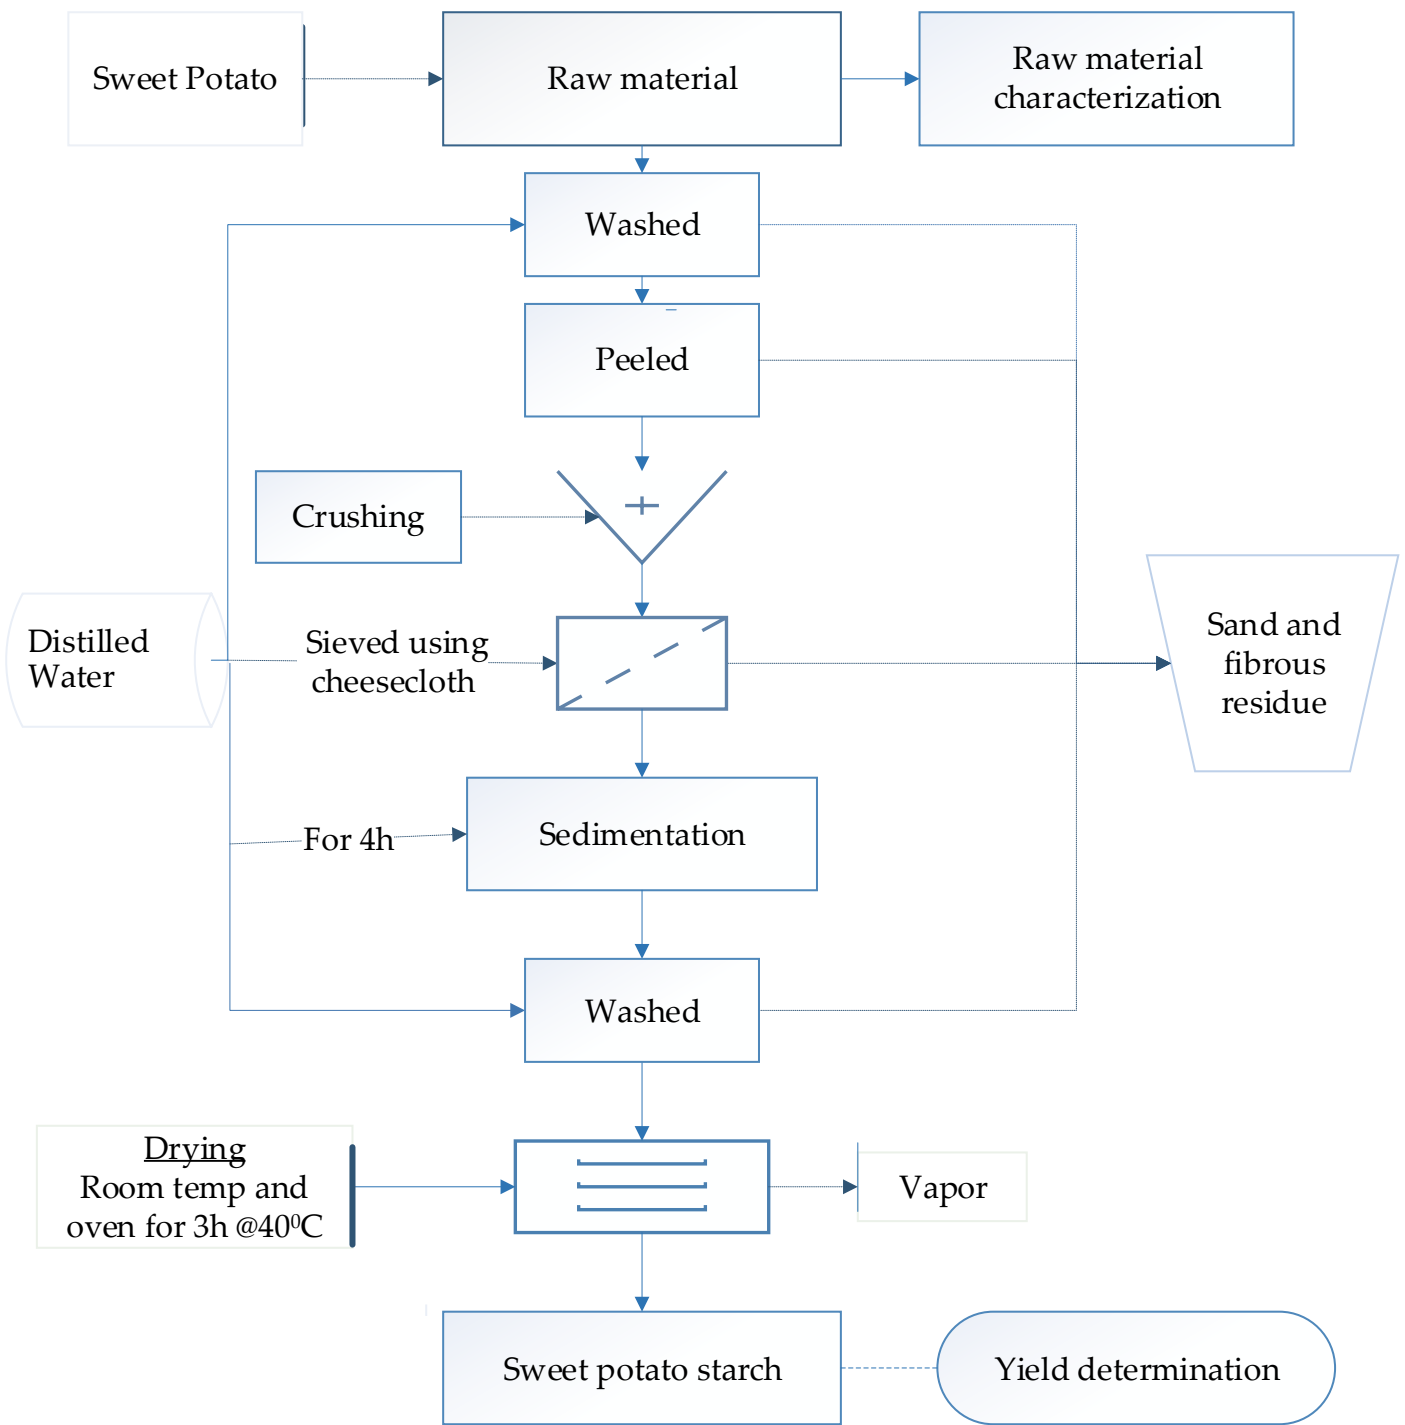 Sweet Potato
Raw material
Raw material
characterization
Washed
Peeled
Crushing
Distilled
Water
Sieved using
cheesecloth
Sand and
fibrous
residue
For 4h
Sedimentation
Washed
Drying
Room temp and
oven for 3h @40⁰C
Vapor
Sweet potato starch
Yield determination